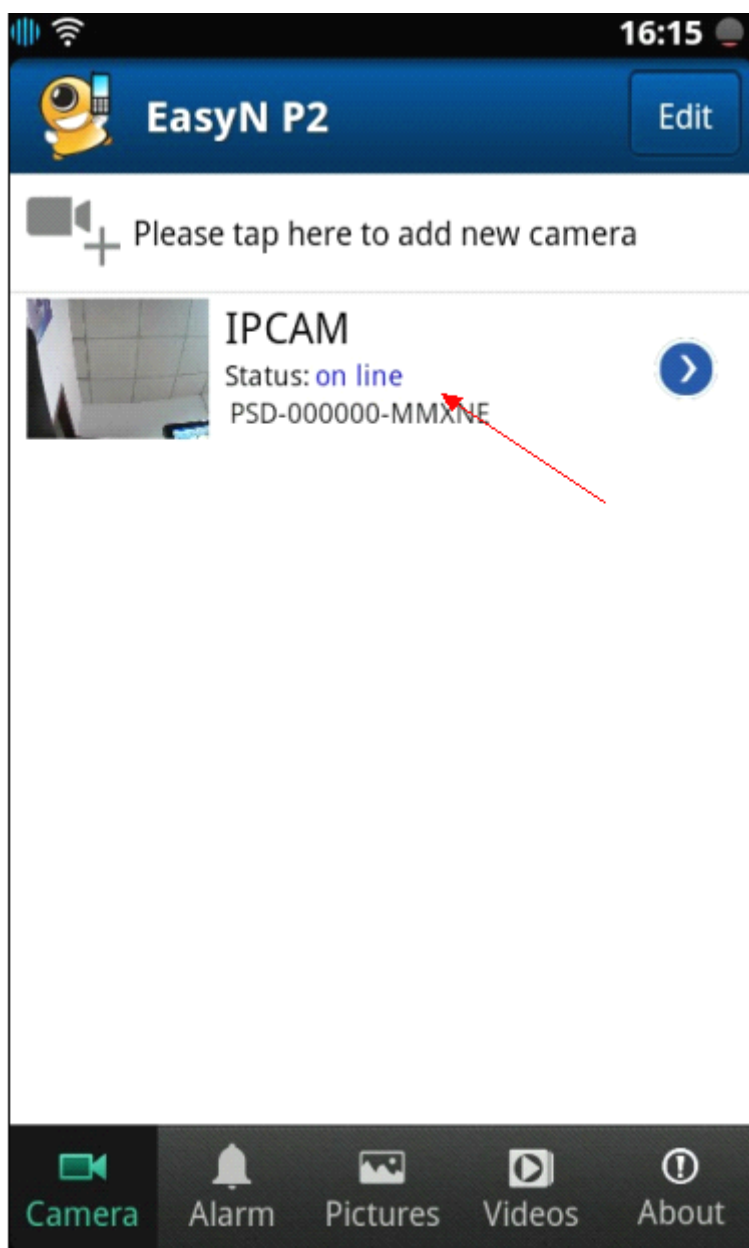 16:15
EasyN P2
Edit
Please tap here to add new camera
IPCAM
Status: on line
PSD-000000-MMXNE
Camera
Alarm
Pictures
Videos
About